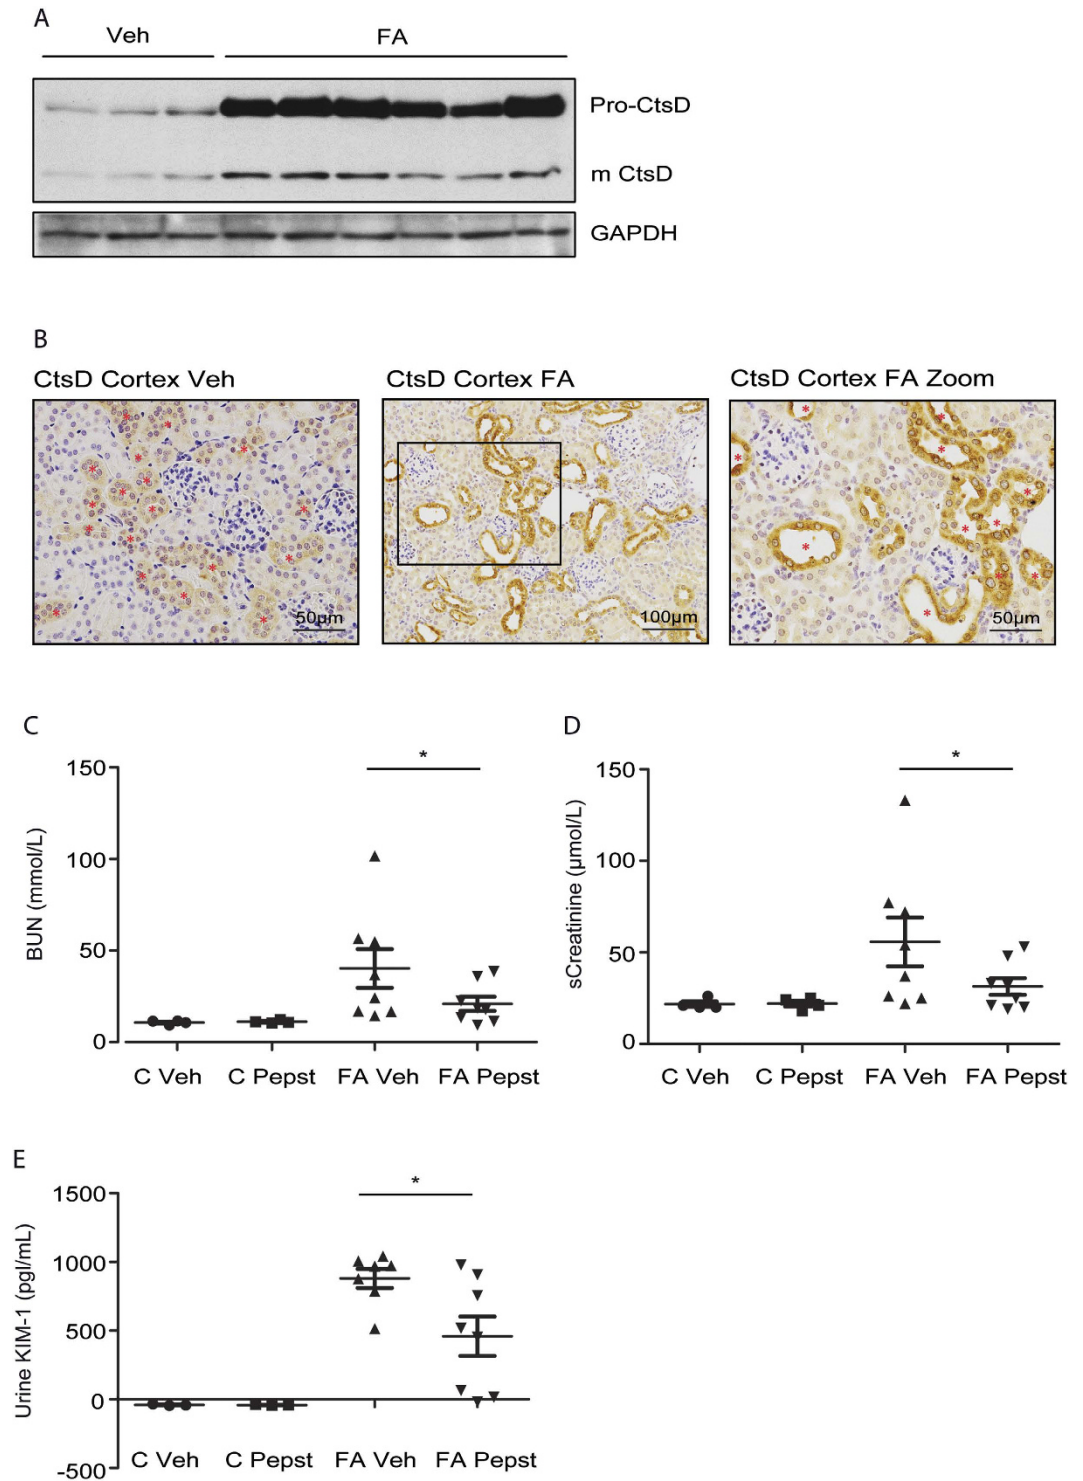 A
Veh FA
Pro-CtsD
m CtsD
GAPDH
B
CtsD Cortex Veh CtsD Cortex FA CtsD Cortex FA Zoom
50µm 100µm 50µm
C
D
*
*
150
100
50
0
BUN (mmol/L)
C Veh C Pepst FA Veh FA Pepst
150
100
50
0
sCreatinine (µmol/L)
C Veh C Pepst FA Veh FA Pepst
E
*
1500
1000
500
0
-500
Urine KIM-1 (pgl/mL)
C Veh C Pepst FA Veh FA Pepst